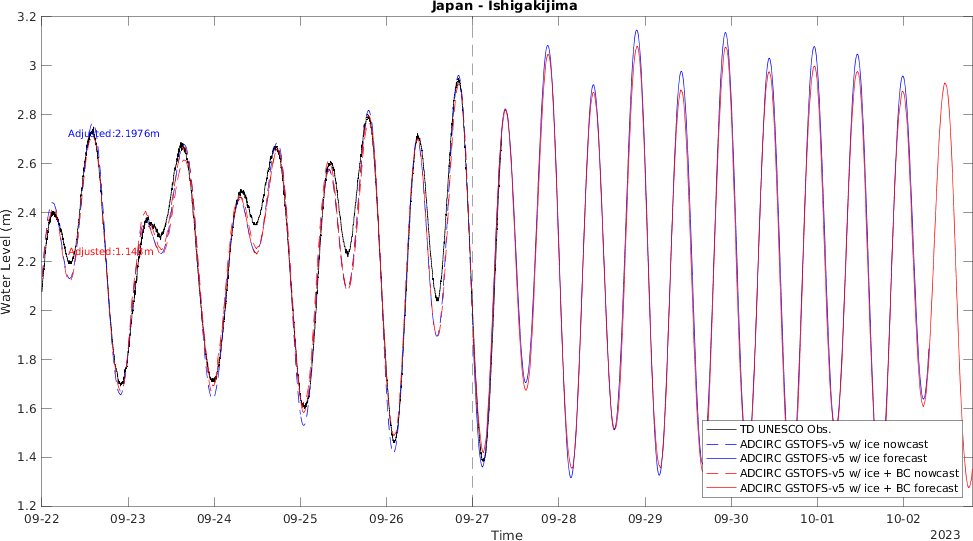 Japan - Ishigakijima
3.2
3
2.8
2.6
2.4
2.2
2
1.8
1.6
1.4
1.2
Water Level (m)
Adjusted:2.1976m
TD UNESCO Obs.
ADCIRC GSTOFS-v5 w/ ice nowcast
ADCIRC GSTOFS-v5 w/ ice forecast
ADCIRC GSTOFS-v5 w/ ice + BC nowcast
ADCIRC GSTOFS-v5 w/ ice + BC forecast
09-22 09-23 09-24 09-25 09-26 09-27 09-28 09-29 09-30 10-01 10-02
Time
2023